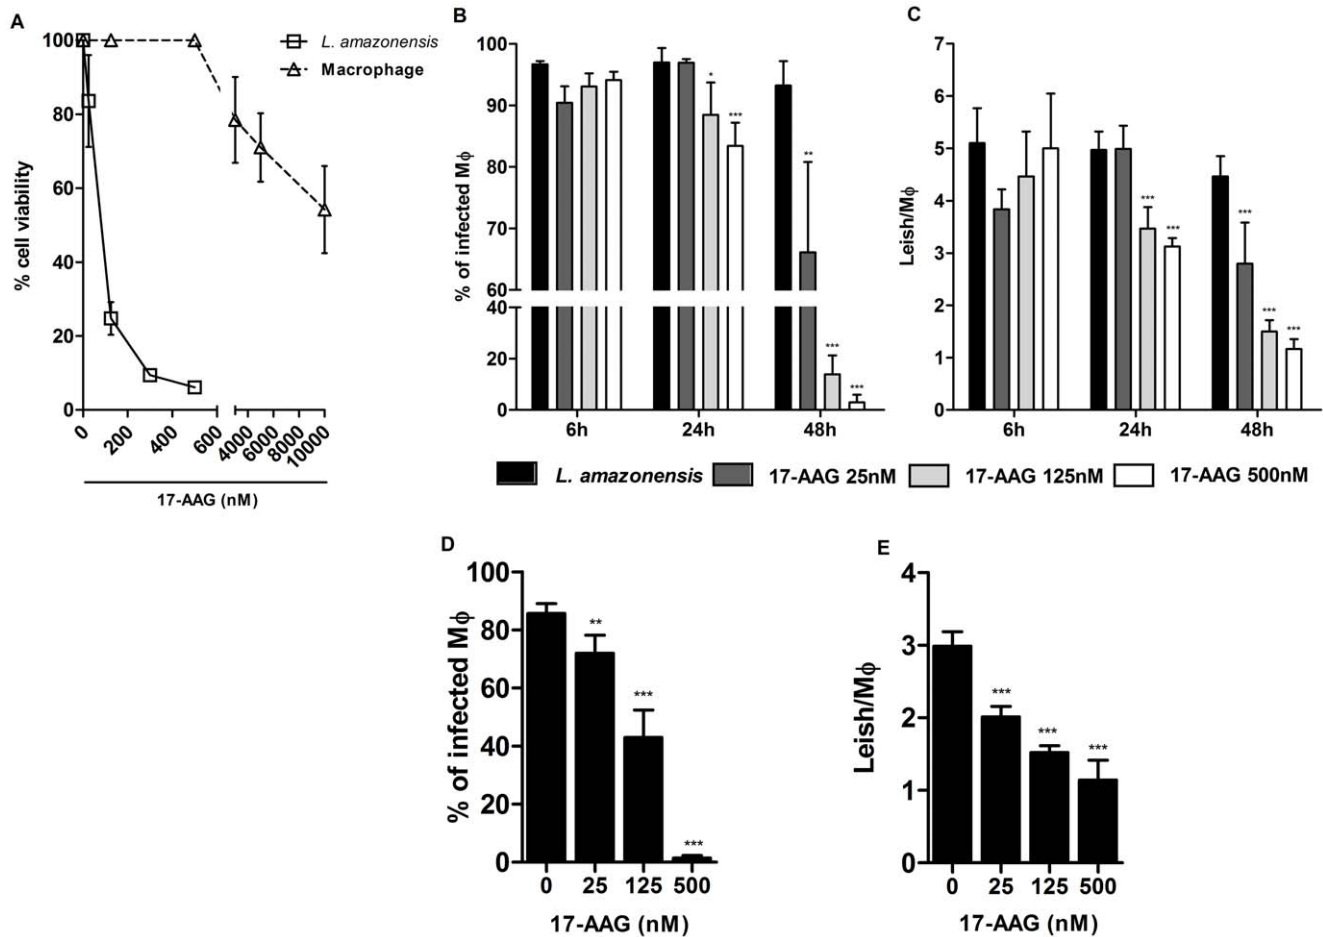 A
% cell viability
100
80
60
40
20
0
L. amazonensis
Macrophage
0
200
400
600
4000
6000
8000
10000
17-AAG (nM)
B
% of infected Mϕ
100
90
80
70
60
40
20
0
*
***
**
***
***
6h
24h
48h
C
Leish/Mϕ
7
6
5
4
3
2
1
0
***
***
***
***
***
6h
24h
48h
L. amazonensis
17-AAG 25nM
17-AAG 125nM
17-AAG 500nM
D
% of infected Mϕ
100
80
60
40
20
0
**
***
***
0 25 125 500
17-AAG (nM)
E
Leish/Mϕ
4
3
2
1
0
***
***
***
0 25 125 500
17-AAG (nM)